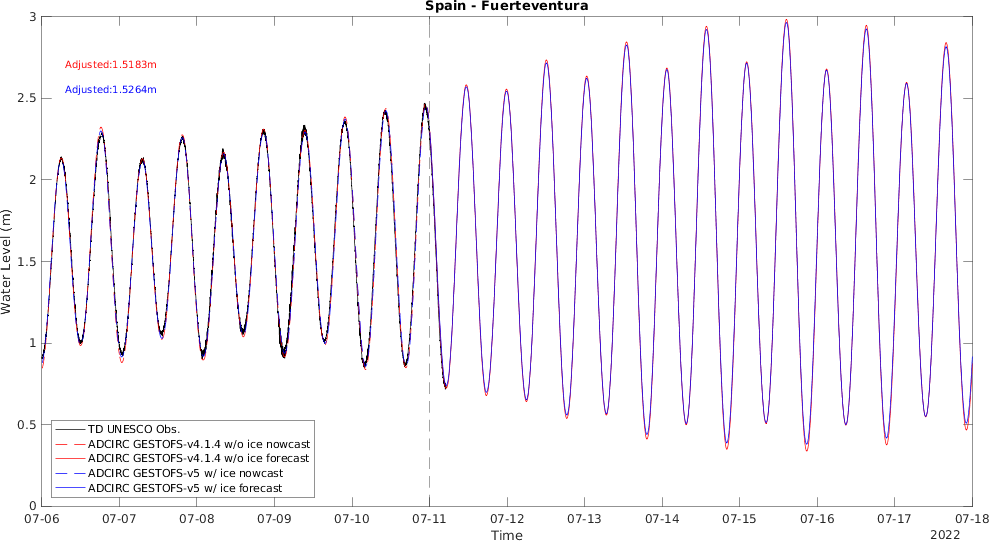 Spain - Fuerteventura
3
2.5
2
1.5
1
0.5
0
Water Level (m)
Adjusted:1.5183m
Adjusted:1.5264m
TD UNESCO Obs.
ADCIRC GESTOFS-v4.1.4 w/o ice nowcast
ADCIRC GESTOFS-v4.1.4 w/o ice forecast
ADCIRC GESTOFS-v5 w/ ice nowcast
ADCIRC GESTOFS-v5 w/ ice forecast
07-06 07-07 07-08 07-09 07-10 07-11 07-12 07-13 07-14 07-15 07-16 07-17 07-18
Time
2022